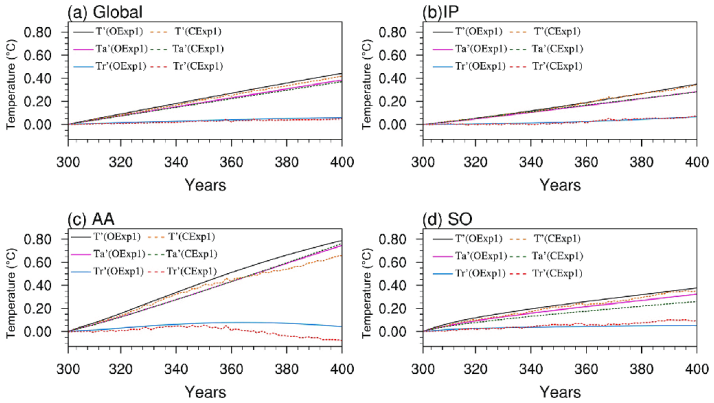 (a) Global
Temperature (°C)
0.80
0.60
0.40
0.20
0.00
T'(OExp1) T'(CExp1)
Ta'(OExp1) Ta'(CExp1)
Tr'(OExp1) Tr'(CExp1)
300 320 340 360 380 400
Years
(b)IP
Temperature (°C)
0.80
0.60
0.40
0.20
0.00
T'(OExp1) T'(CExp1)
Ta'(OExp1) Ta'(CExp1)
Tr'(OExp1) Tr'(CExp1)
300 320 340 360 380 400
Years
(c) AA
Temperature (°C)
0.80
0.60
0.40
0.20
0.00
T'(OExp1) T'(CExp1)
Ta'(OExp1) Ta'(CExp1)
Tr'(OExp1) Tr'(CExp1)
300 320 340 360 380 400
Years
(d) SO
Temperature (°C)
0.80
0.60
0.40
0.20
0.00
T'(OExp1) T'(CExp1)
Ta'(OExp1) Ta'(CExp1)
Tr'(OExp1) Tr'(CExp1)
300 320 340 360 380 400
Years